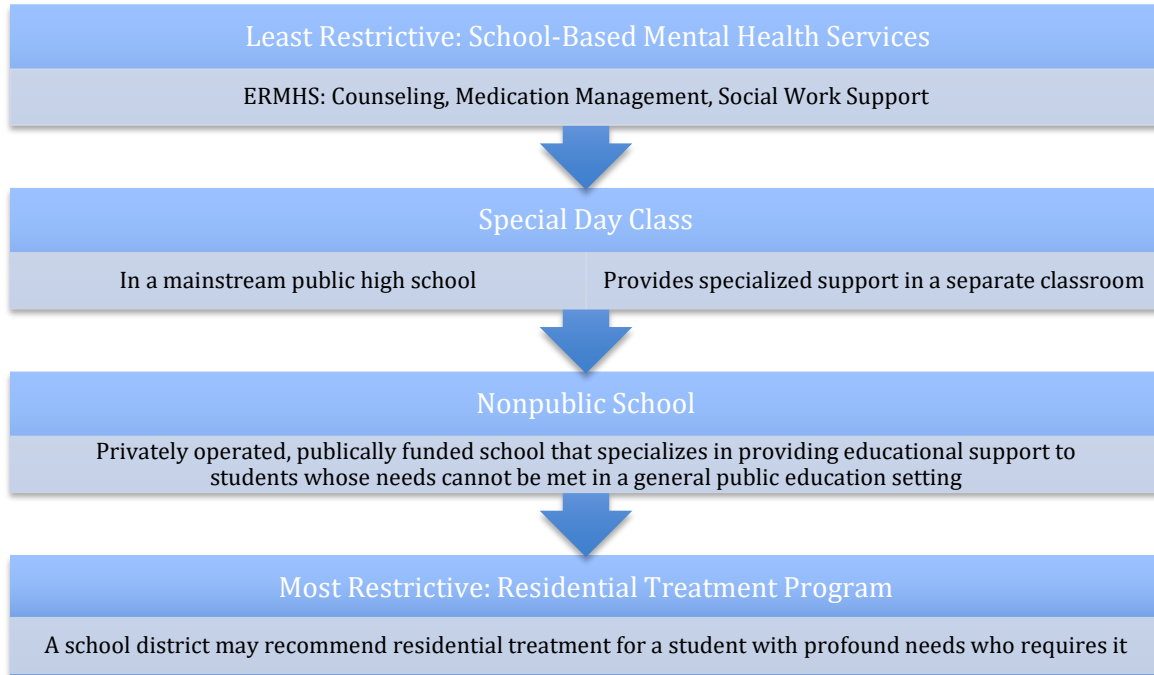 Least Restrictive: School-Based Mental Health Services
ERMHS: Counseling, Medication Management, Social Work Support
Special Day Class
In a mainstream public high school
Provides specialized support in a separate classroom
Nonpublic School
Privately operated, publically funded school that specializes in providing educational support to
students whose needs cannot be met in a general public education setting
Most Restrictive: Residential Treatment Program
A school district may recommend residential treatment for a student with profound needs who requires it